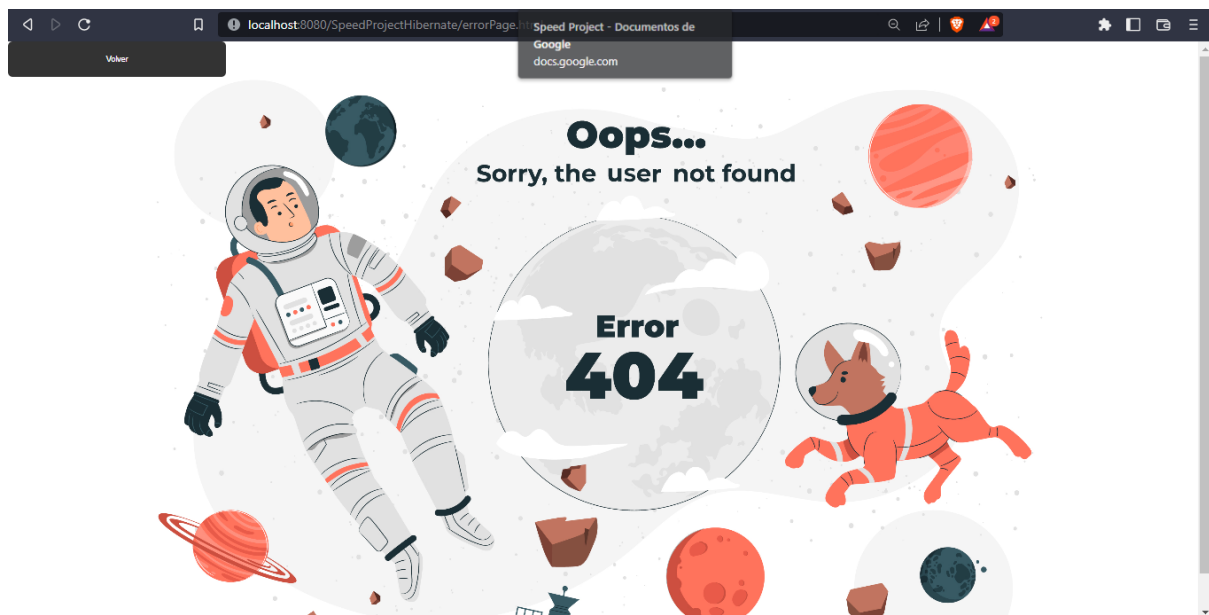 localhost:8080/SpeedProjectHibernate/errorPage.h
Speed Project - Documentos de
Google
docs.google.com
2
Volver
Oops...
Sorry, the user not found
Error
404